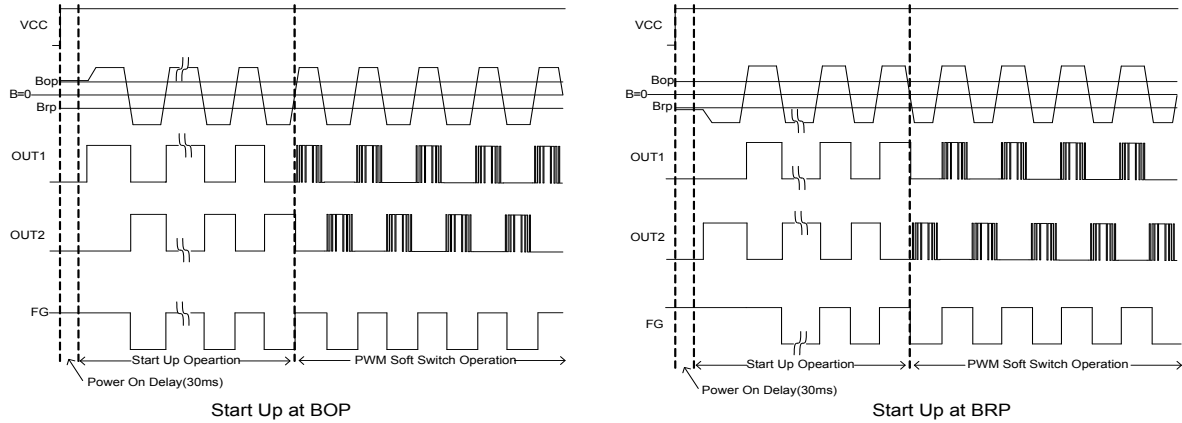 VCC
Bop
B=0
Brp
OUT1
OUT2
FG
Start Up Opeartion
PWM Soft Switch Operation
Power On Delay(30ms)
Start Up at BOP
VCC
Bop
B=0
Brp
OUT1
OUT2
FG
Start Up Opeartion
PWM Soft Switch Operation
Power On Delay(30ms)
Start Up at BRP